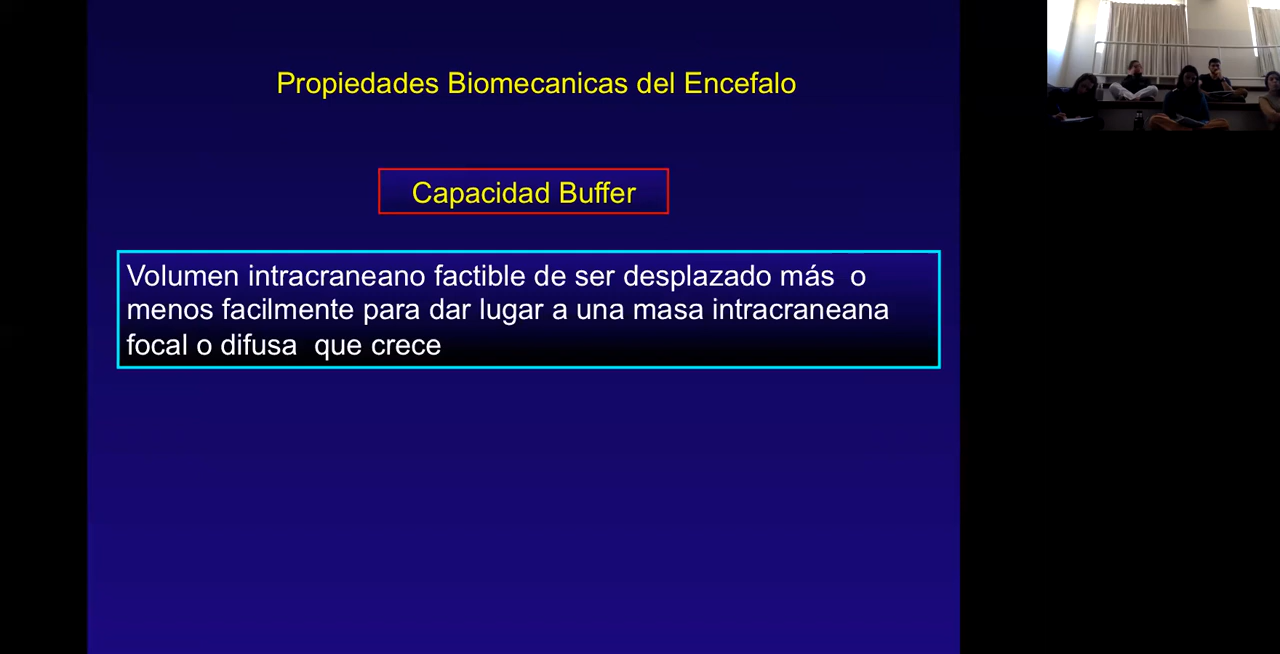 Propiedades Biomecanicas del Encefalo
Capacidad Buffer
Volumen intracraneano factible de ser desplazado más  o
menos facilmente para dar lugar a una masa intracraneana
focal o difusa  que crece